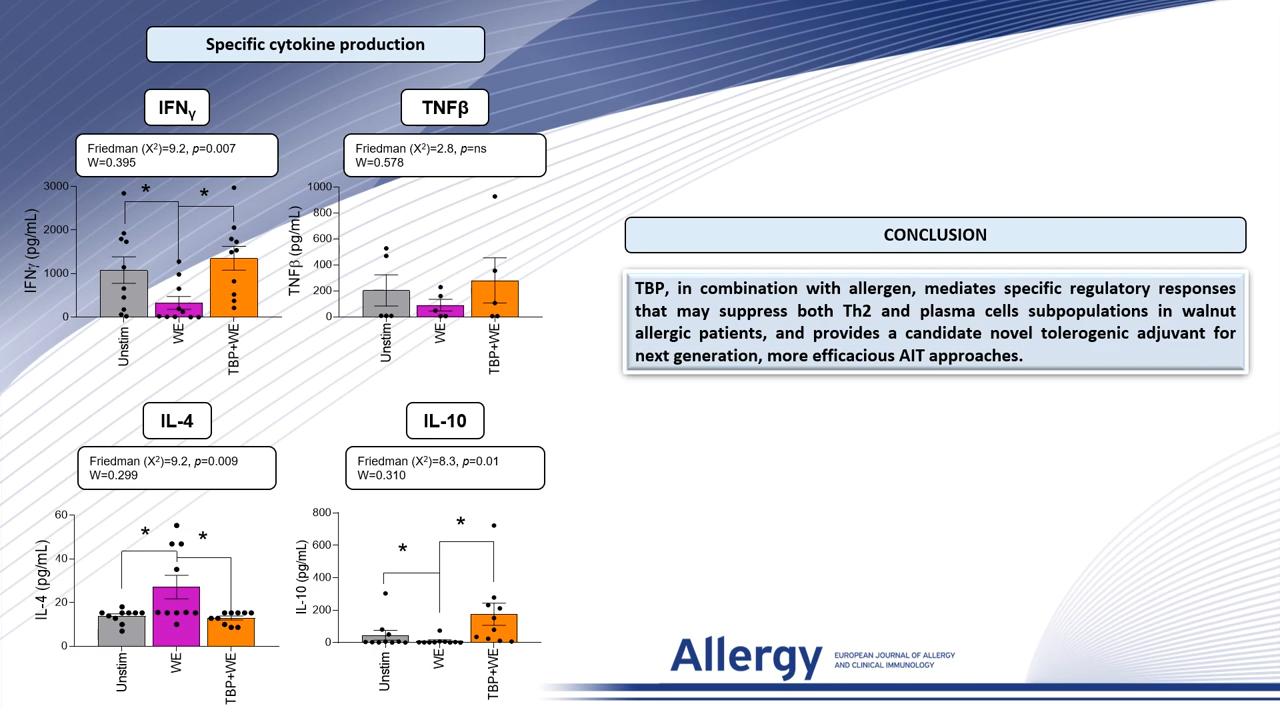 Specific cytokine production
IFNγ
Friedman (X²)=9.2, p=0.007
W=0.395
IFNγ (pg/mL)
3000
2000
1000
0
*
*
Unstim
WE
TBP+WE
TNFβ
Friedman (X²)=2.8, p=ns
W=0.578
TNFβ (pg/mL)
1000
800
600
400
200
0
Unstim
WE
TBP+WE
IL-4
Friedman (X²)=9.2, p=0.009
W=0.299
IL-4 (pg/mL)
60
40
20
0
*
*
Unstim
WE
TBP+WE
IL-10
Friedman (X²)=8.3, p=0.01
W=0.310
IL-10 (pg/mL)
800
600
400
200
0
*
*
Unstim
WE
TBP+WE
CONCLUSION
TBP, in combination with allergen, mediates specific regulatory responses
that may suppress both Th2 and plasma cells subpopulations in walnut
allergic patients, and provides a candidate novel tolerogenic adjuvant for
next generation, more efficacious AIT approaches.
Allergy
EUROPEAN JOURNAL OF ALLERGY
AND CLINICAL IMMUNOLOGY